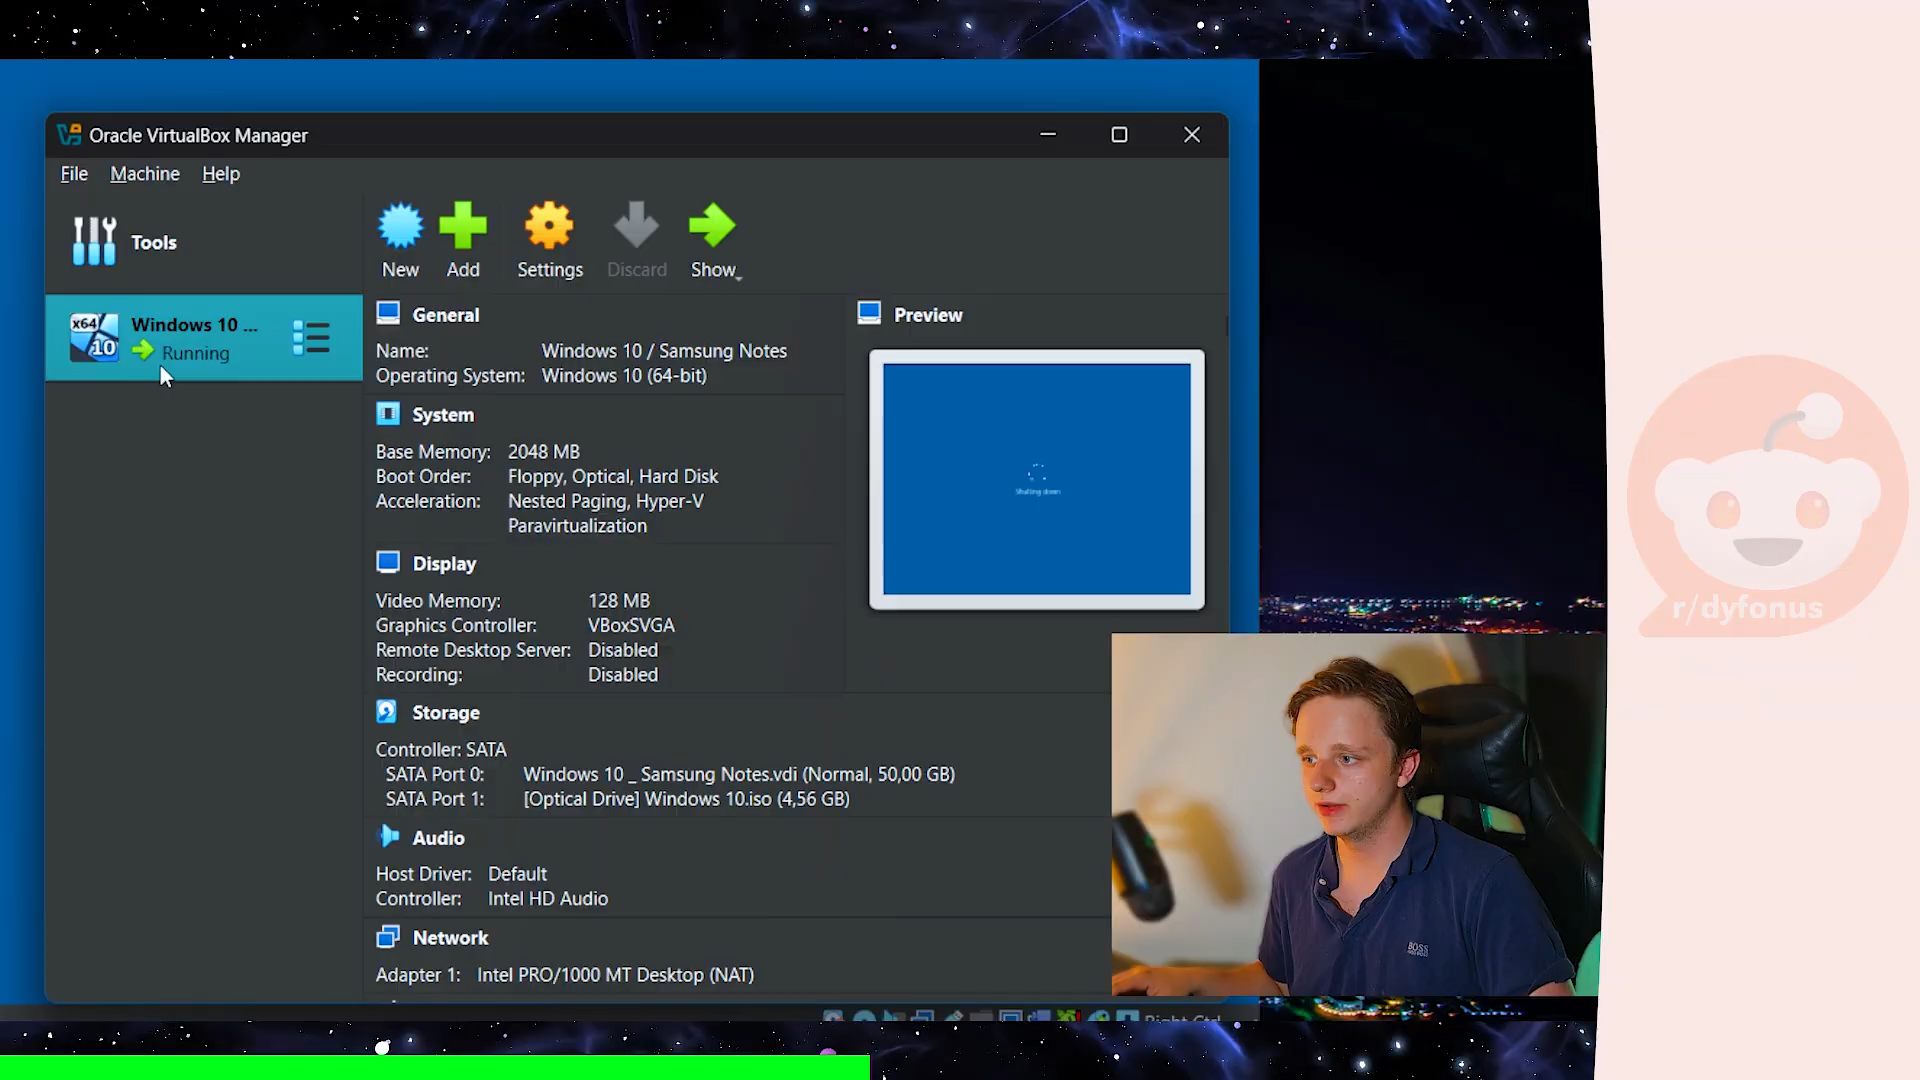 Oracle VirtualBox Manager
File Machine Help
Tools
New Add Settings Discard Show
x64 10 Windows 10 ...
Running
General
Name: Windows 10 / Samsung Notes
Operating System: Windows 10 (64-bit)
System
Base Memory: 2048 MB
Boot Order: Floppy, Optical, Hard Disk
Acceleration: Nested Paging, Hyper-V
Paravirtualization
Display
Video Memory: 128 MB
Graphics Controller: VBoxSVGA
Remote Desktop Server: Disabled
Recording: Disabled
Storage
Controller: SATA
SATA Port 0: Windows 10 _ Samsung Notes.vdi (Normal, 50,00 GB)
SATA Port 1: [Optical Drive] Windows 10.iso (4,56 GB)
Audio
Host Driver: Default
Controller: Intel HD Audio
Network
Adapter 1: Intel PRO/1000 MT Desktop (NAT)
Preview
Shutting down
r/dyfonus
BOSS
Right Ctrl